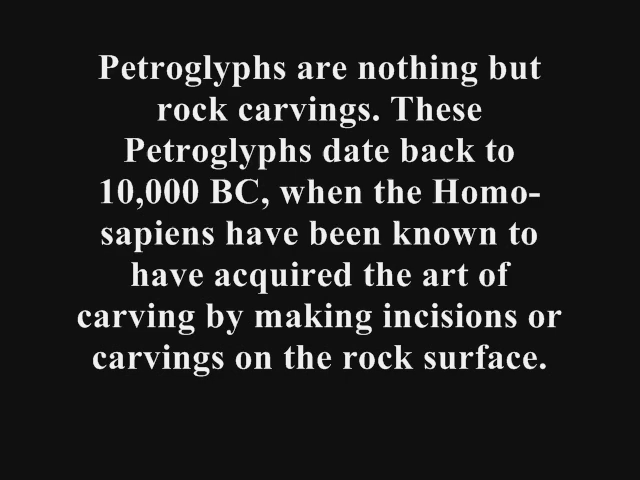 Petroglyphs are nothing but
rock carvings. These
Petroglyphs date back to
10,000 BC, when the Homo-
sapiens have been known to
have acquired the art of
carving by making incisions or
carvings on the rock surface.